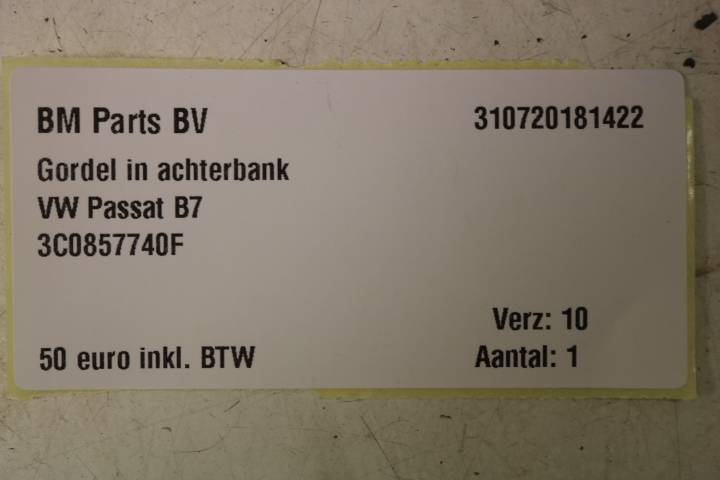 BM Parts BV 310720181422
Gordel in achterbank
VW Passat B7
3C0857740F
Verz: 10
50 euro inkl. BTW Aantal: 1